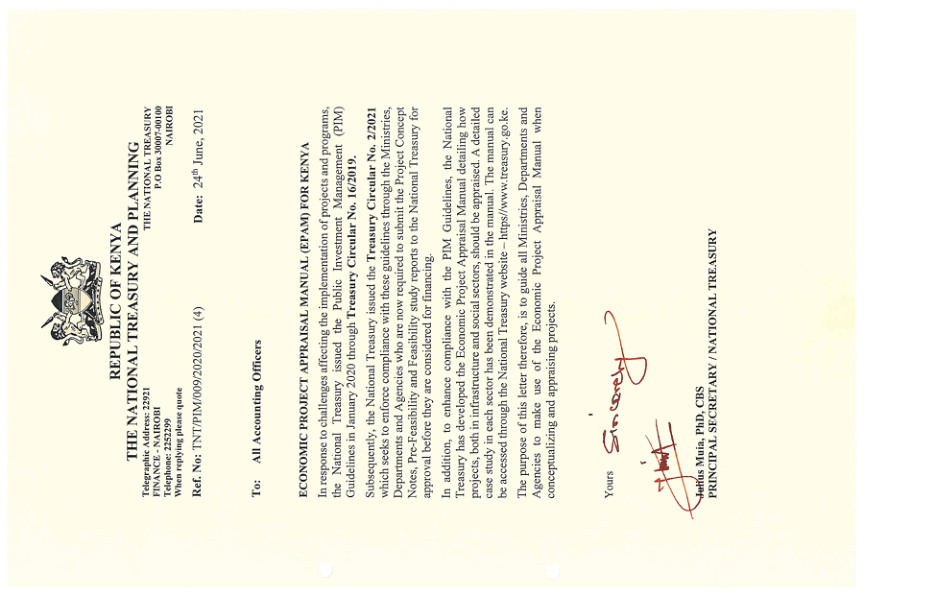 REPUBLIC OF KENYA
THE NATIONAL TREASURY AND PLANNING
Telegraphic Address: 22921
FINANCE - NAIROBI
Telephone: 2252299
When replying please quote
THE NATIONAL TREASURY
P.O Box 30007-00100
NAIROBI
Ref. No: TNT/PIM/009/2020/2021 (4)
Date: 24th June, 2021
To: All Accounting Officers
ECONOMIC PROJECT APPRAISAL MANUAL (EPAM) FOR KENYA
In response to challenges affecting the implementation of projects and programs,
the National Treasury issued the Public Investment Management (PIM)
Guidelines in January 2020 through Treasury Circular No. 16/2019.
Subsequently, the National Treasury issued the Treasury Circular No. 2/2021
which seeks to enforce compliance with these guidelines through the Ministries,
Departments and Agencies who are now required to submit the Project Concept
Notes, Pre-Feasibility and Feasibility study reports to the National Treasury for
approval before they are considered for financing.
In addition, to enhance compliance with the PIM Guidelines, the National
Treasury has developed the Economic Project Appraisal Manual detailing how
projects, both in infrastructure and social sectors, should be appraised. A detailed
case study in each sector has been demonstrated in the manual. The manual can
be accessed through the National Treasury website – https//www.treasury.go.ke.
The purpose of this letter therefore, is to guide all Ministries, Departments and
Agencies to make use of the Economic Project Appraisal Manual when
conceptualizing and appraising projects.
Yours Sincerely
Julius Muia, PhD, CBS
PRINCIPAL SECRETARY / NATIONAL TREASURY